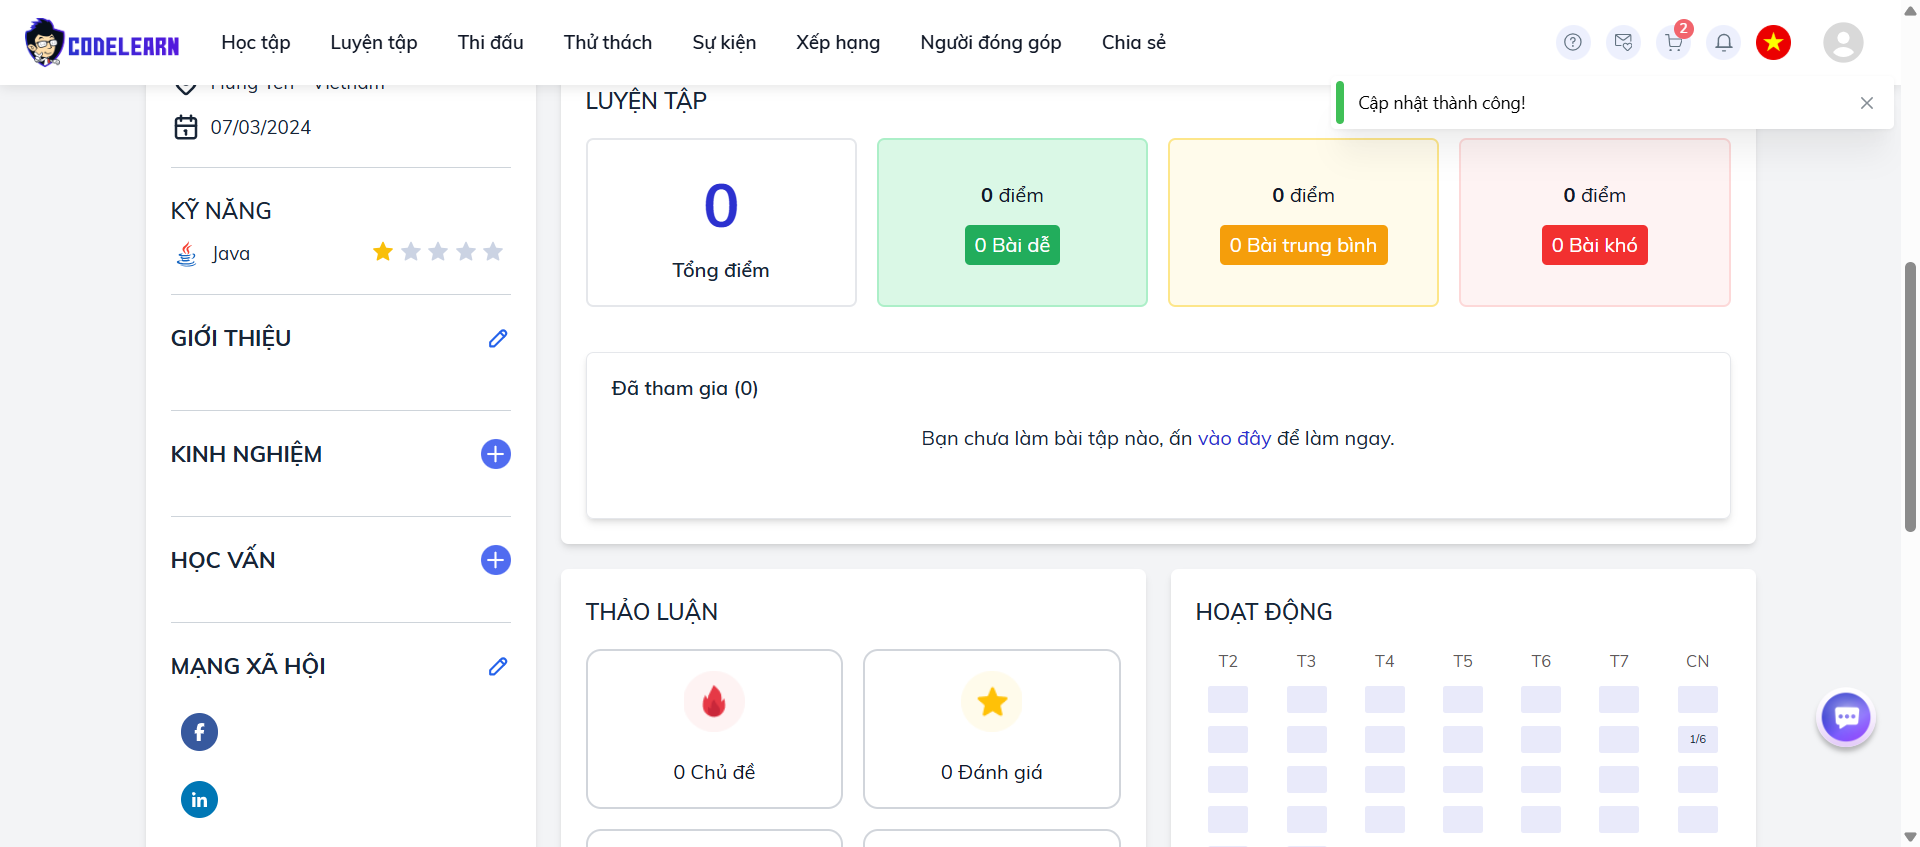 CODELEARN
Học tập
Luyện tập
Thi đấu
Thử thách
Sự kiện
Xếp hạng
Người đóng góp
Chia sẻ
2
Cập nhật thành công!
Hưng Yên - Vietnam
07/03/2024
KỸ NĂNG
Java
GIỚI THIỆU
KINH NGHIỆM
HỌC VẤN
MẠNG XÃ HỘI
LUYỆN TẬP
0
Tổng điểm
0 điểm
0 Bài dễ
0 điểm
0 Bài trung bình
0 điểm
0 Bài khó
Đã tham gia (0)
Bạn chưa làm bài tập nào, ấn vào đây để làm ngay.
THẢO LUẬN
0 Chủ đề
0 Đánh giá
HOẠT ĐỘNG
T2 T3 T4 T5 T6 T7 CN
1/6